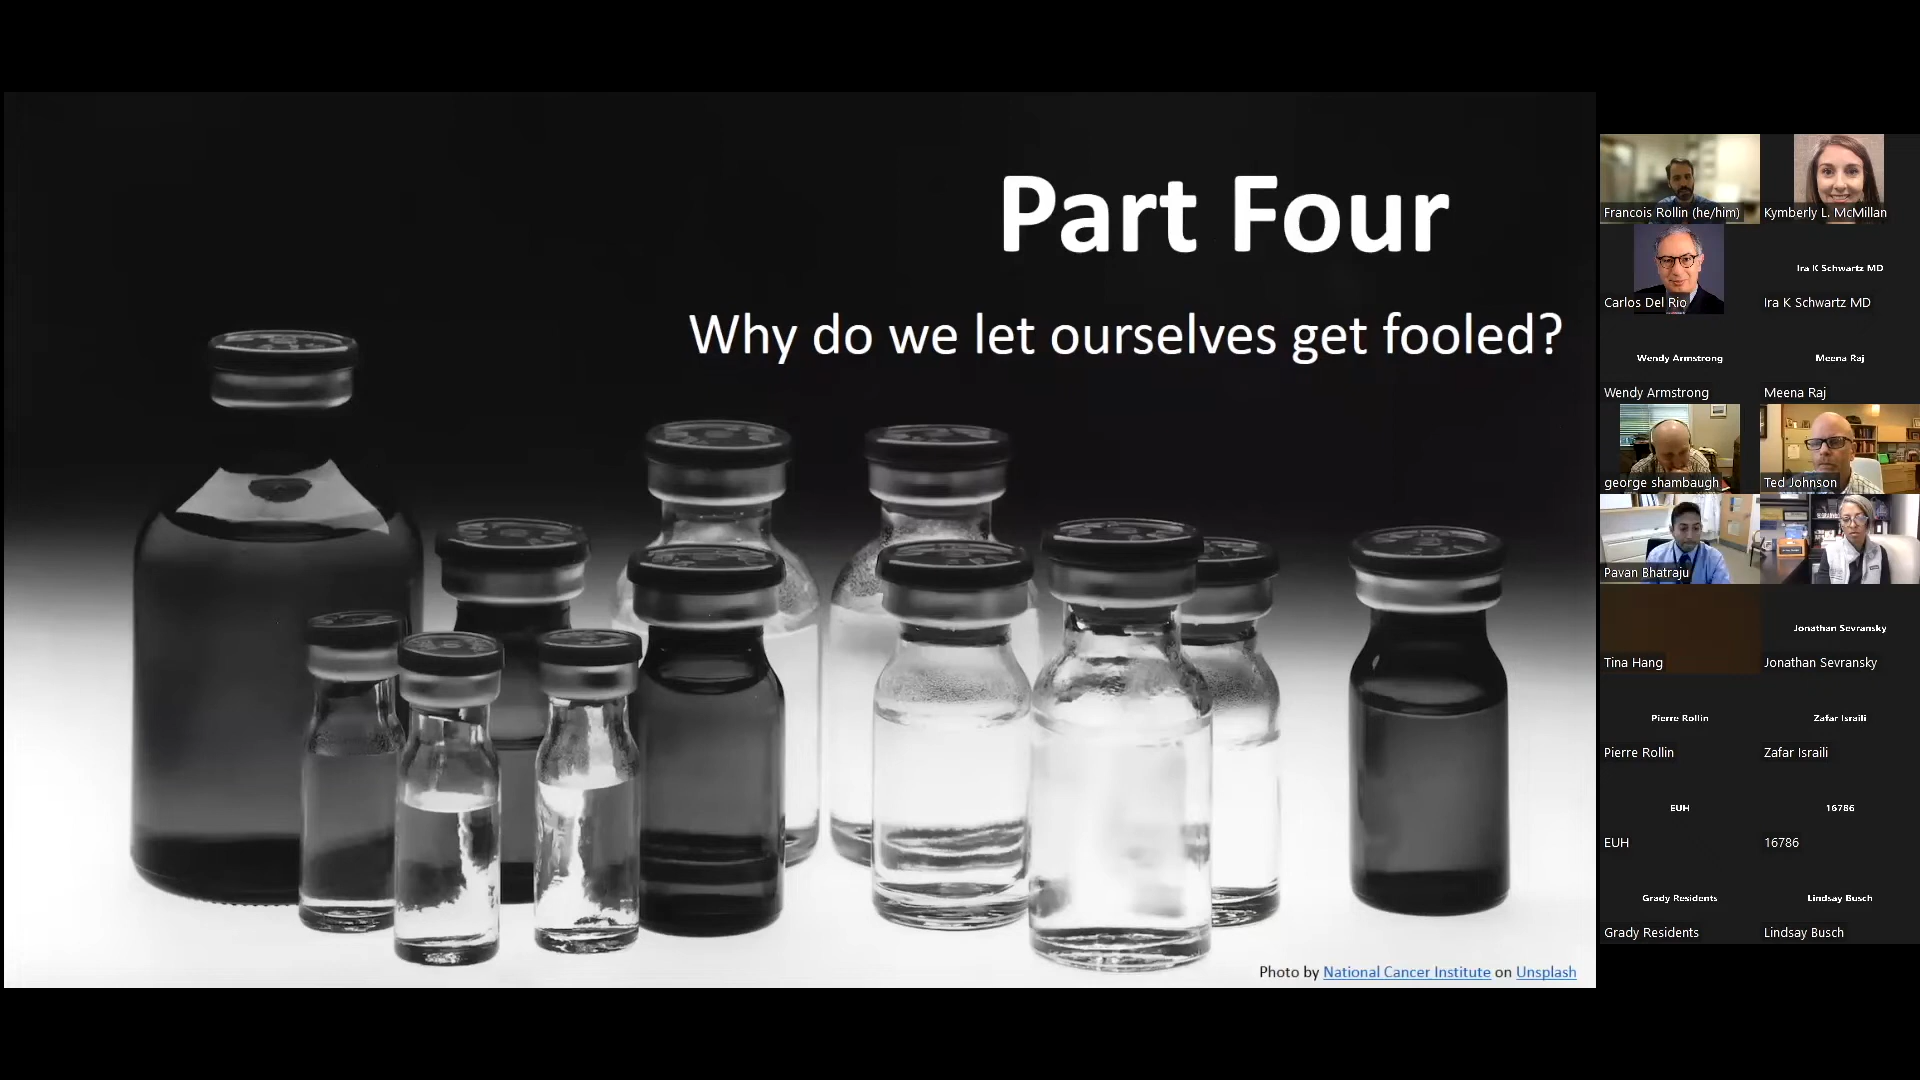 Part Four
Why do we let ourselves get fooled?
Photo by National Cancer Institute on Unsplash
Francois Rollin (he/him)
Kymberly L. McMillan
Carlos Del Rio
Ira K Schwartz MD
Ira K Schwartz MD
Wendy Armstrong
Wendy Armstrong
Meena Raj
Meena Raj
george shambaugh
Ted Johnson
Pavan Bhatraju
Tina Hang
Jonathan Sevransky
Jonathan Sevransky
Pierre Rollin
Pierre Rollin
Zafar Israili
Zafar Israili
EUH
EUH
16786
16786
Grady Residents
Grady Residents
Lindsay Busch
Lindsay Busch